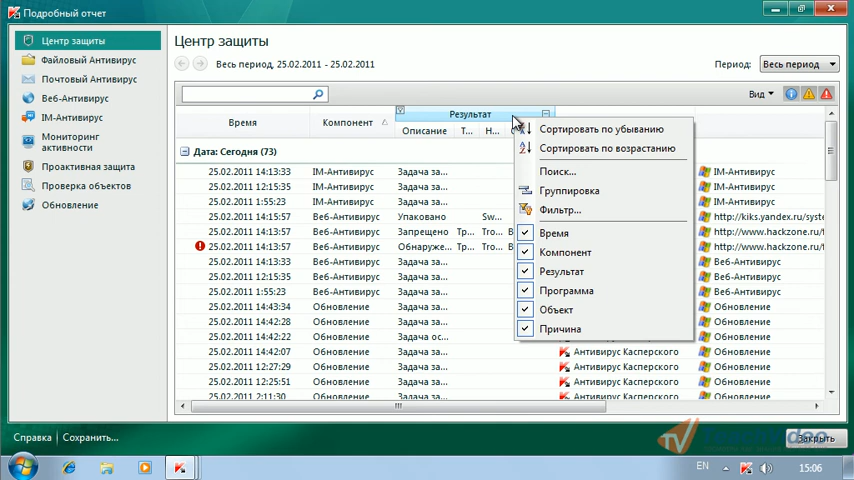 Подробный отчет
Центр защиты
Файловый Антивирус
Почтовый Антивирус
Веб-Антивирус
IM-Антивирус
Мониторинг
активности
Проактивная защита
Проверка объектов
Обновление
Центр защиты
Весь период, 25.02.2011 - 25.02.2011
Период: Весь период
Вид
Время Компонент Результат
Описание Т... Н...
Дата: Сегодня (73)
25.02.2011 14:13:33 IM-Антивирус Задача за... IM-Антивирус
25.02.2011 12:15:35 IM-Антивирус Задача за... IM-Антивирус
25.02.2011 1:55:23 IM-Антивирус Задача за... IM-Антивирус
25.02.2011 14:15:57 Веб-Антивирус Упаковано Sw... http://kiks.yandex.ru/syste
25.02.2011 14:13:57 Веб-Антивирус Запрещено Тр... Tro... http://www.hackzone.ru/f
25.02.2011 14:13:57 Веб-Антивирус Обнаруже... Тр... Tro... http://www.hackzone.ru/f
25.02.2011 14:13:33 Веб-Антивирус Задача за... Веб-Антивирус
25.02.2011 12:15:35 Веб-Антивирус Задача за... Веб-Антивирус
25.02.2011 1:55:23 Веб-Антивирус Задача за... Веб-Антивирус
25.02.2011 14:43:34 Обновление Задача за... Обновление
25.02.2011 14:42:28 Обновление Задача за... Обновление
25.02.2011 14:42:22 Обновление Задача ос... Обновление
25.02.2011 14:42:07 Обновление Задача за... Антивирус Касперского Обновление
25.02.2011 12:27:29 Обновление Задача за... Антивирус Касперского Обновление
25.02.2011 12:25:51 Обновление Задача за... Антивирус Касперского Обновление
25.02.2011 2:11:30 Обновление Задача за... Антивирус Касперского Обновление
Сортировать по убыванию
Сортировать по возрастанию
Поиск...
Группировка
Фильтр...
Время
Компонент
Результат
Программа
Объект
Причина
Справка Сохранить... Закрыть
EN 15:06